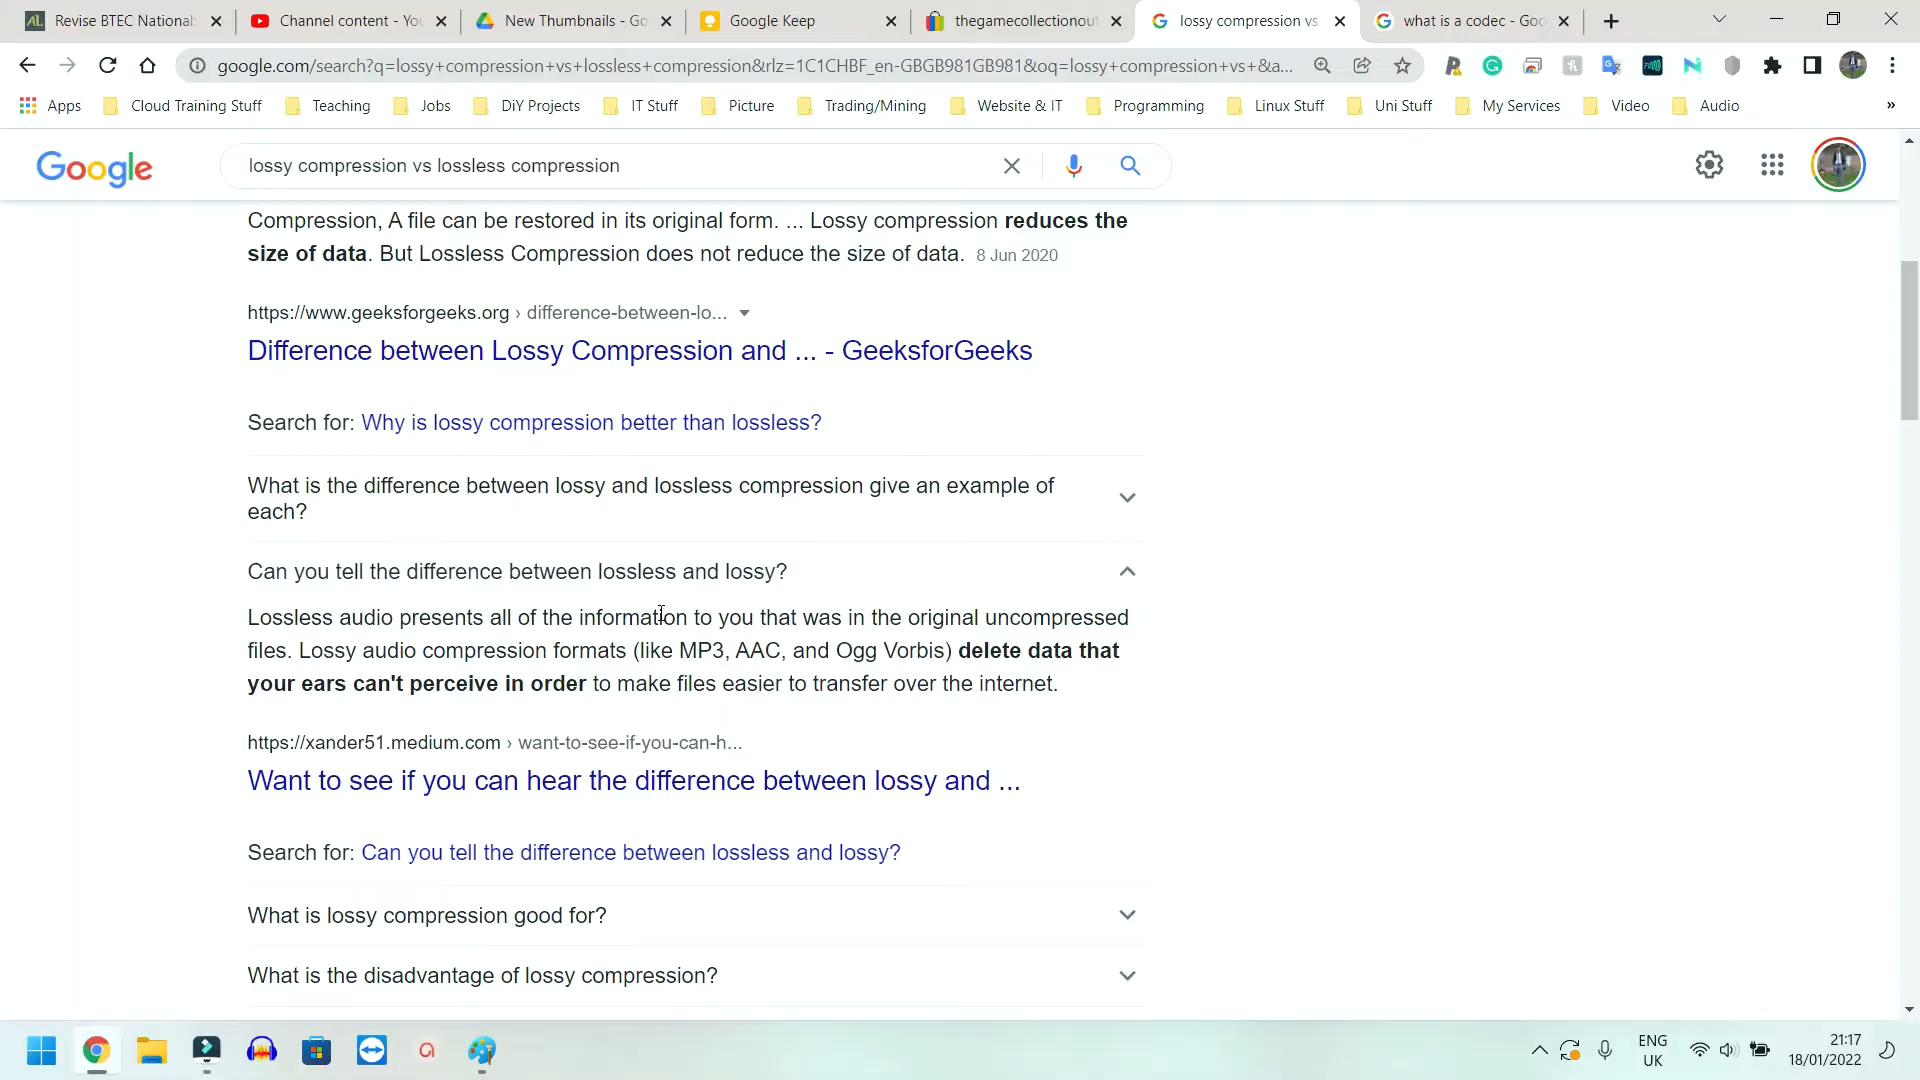 Revise BTEC National
Channel content - You
New Thumbnails - Go
Google Keep
thegamecollectionout
lossy compression vs
what is a codec - Goo
google.com/search?q=lossy+compression+vs+lossless+compression&rlz=1C1CHBF_en-GBGB981GB981&oq=lossy+compression+vs+&a...
Apps
Cloud Training Stuff
Teaching
Jobs
DiY Projects
IT Stuff
Picture
Trading/Mining
Website & IT
Programming
Linux Stuff
Uni Stuff
My Services
Video
Audio
»
Google
lossy compression vs lossless compression
Compression, A file can be restored in its original form. ... Lossy compression reduces the
size of data. But Lossless Compression does not reduce the size of data. 8 Jun 2020
https://www.geeksforgeeks.org › difference-between-lo...
Difference between Lossy Compression and ... - GeeksforGeeks
Search for: Why is lossy compression better than lossless?
What is the difference between lossy and lossless compression give an example of
each?
Can you tell the difference between lossless and lossy?
Lossless audio presents all of the information to you that was in the original uncompressed
files. Lossy audio compression formats (like MP3, AAC, and Ogg Vorbis) delete data that
your ears can't perceive in order to make files easier to transfer over the internet.
https://xander51.medium.com › want-to-see-if-you-can-h...
Want to see if you can hear the difference between lossy and ...
Search for: Can you tell the difference between lossless and lossy?
What is lossy compression good for?
What is the disadvantage of lossy compression?
ENG
UK
21:17
18/01/2022